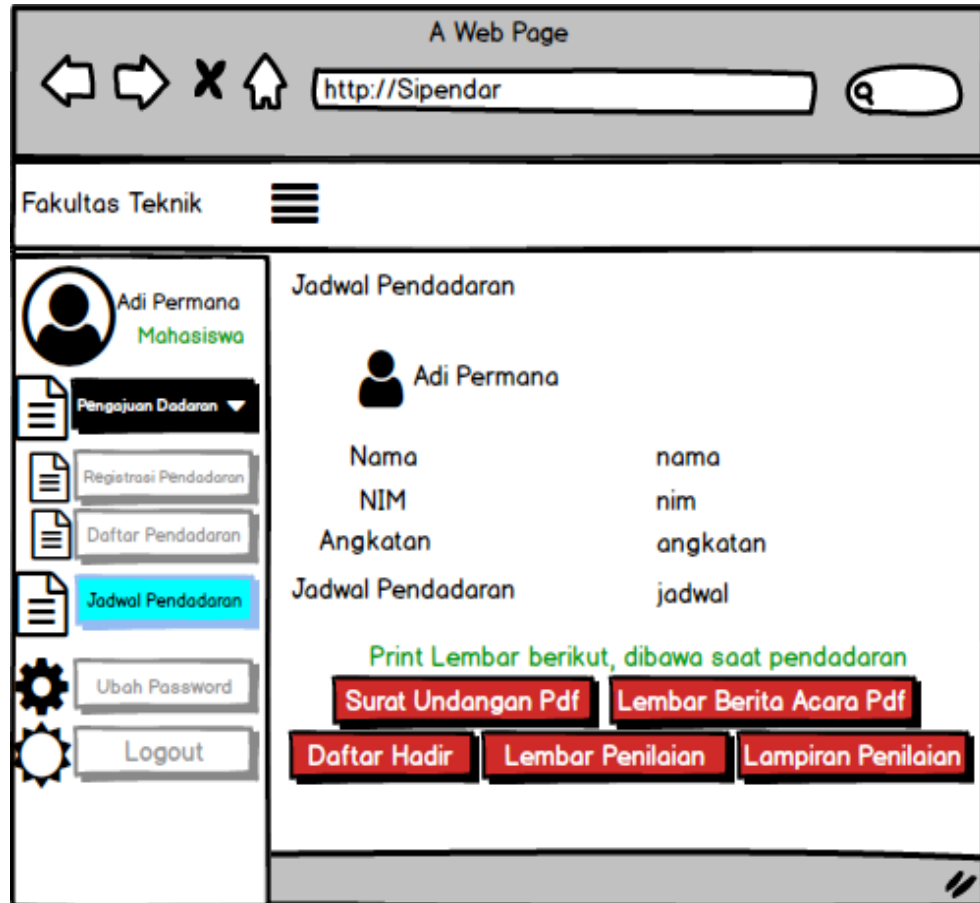 A Web Page
http://Sipendar
Fakultas Teknik
Adi Permana
Mahasiswa
Pengajuan Dadaran
Registrasi Pendadaran
Daftar Pendadaran
Jadwal Pendadaran
Ubah Password
Logout
Jadwal Pendadaran
Adi Permana
Nama nama
NIM nim
Angkatan angkatan
Jadwal Pendadaran jadwal
Print Lembar berikut, dibawa saat pendadaran
Surat Undangan Pdf Lembar Berita Acara Pdf
Daftar Hadir Lembar Penilaian Lampiran Penilaian